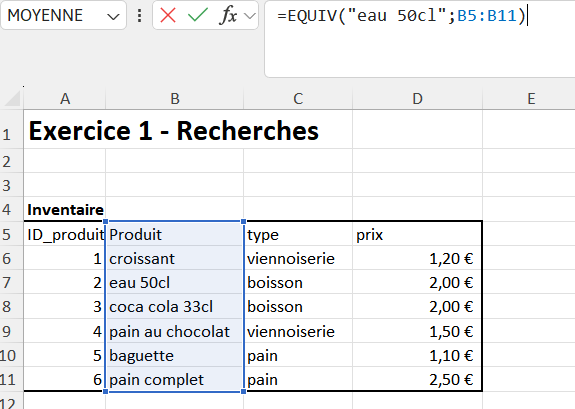 MOYENNE fx =EQUIV("eau 50cl";B5:B11)
A B C D E
1 Exercice 1 - Recherches
2
3
4 Inventaire
5 ID_produit Produit type prix
6 1 croissant viennoiserie 1,20 €
7 2 eau 50cl boisson 2,00 €
8 3 coca cola 33cl boisson 2,00 €
9 4 pain au chocolat viennoiserie 1,50 €
10 5 baguette pain 1,10 €
11 6 pain complet pain 2,50 €
12